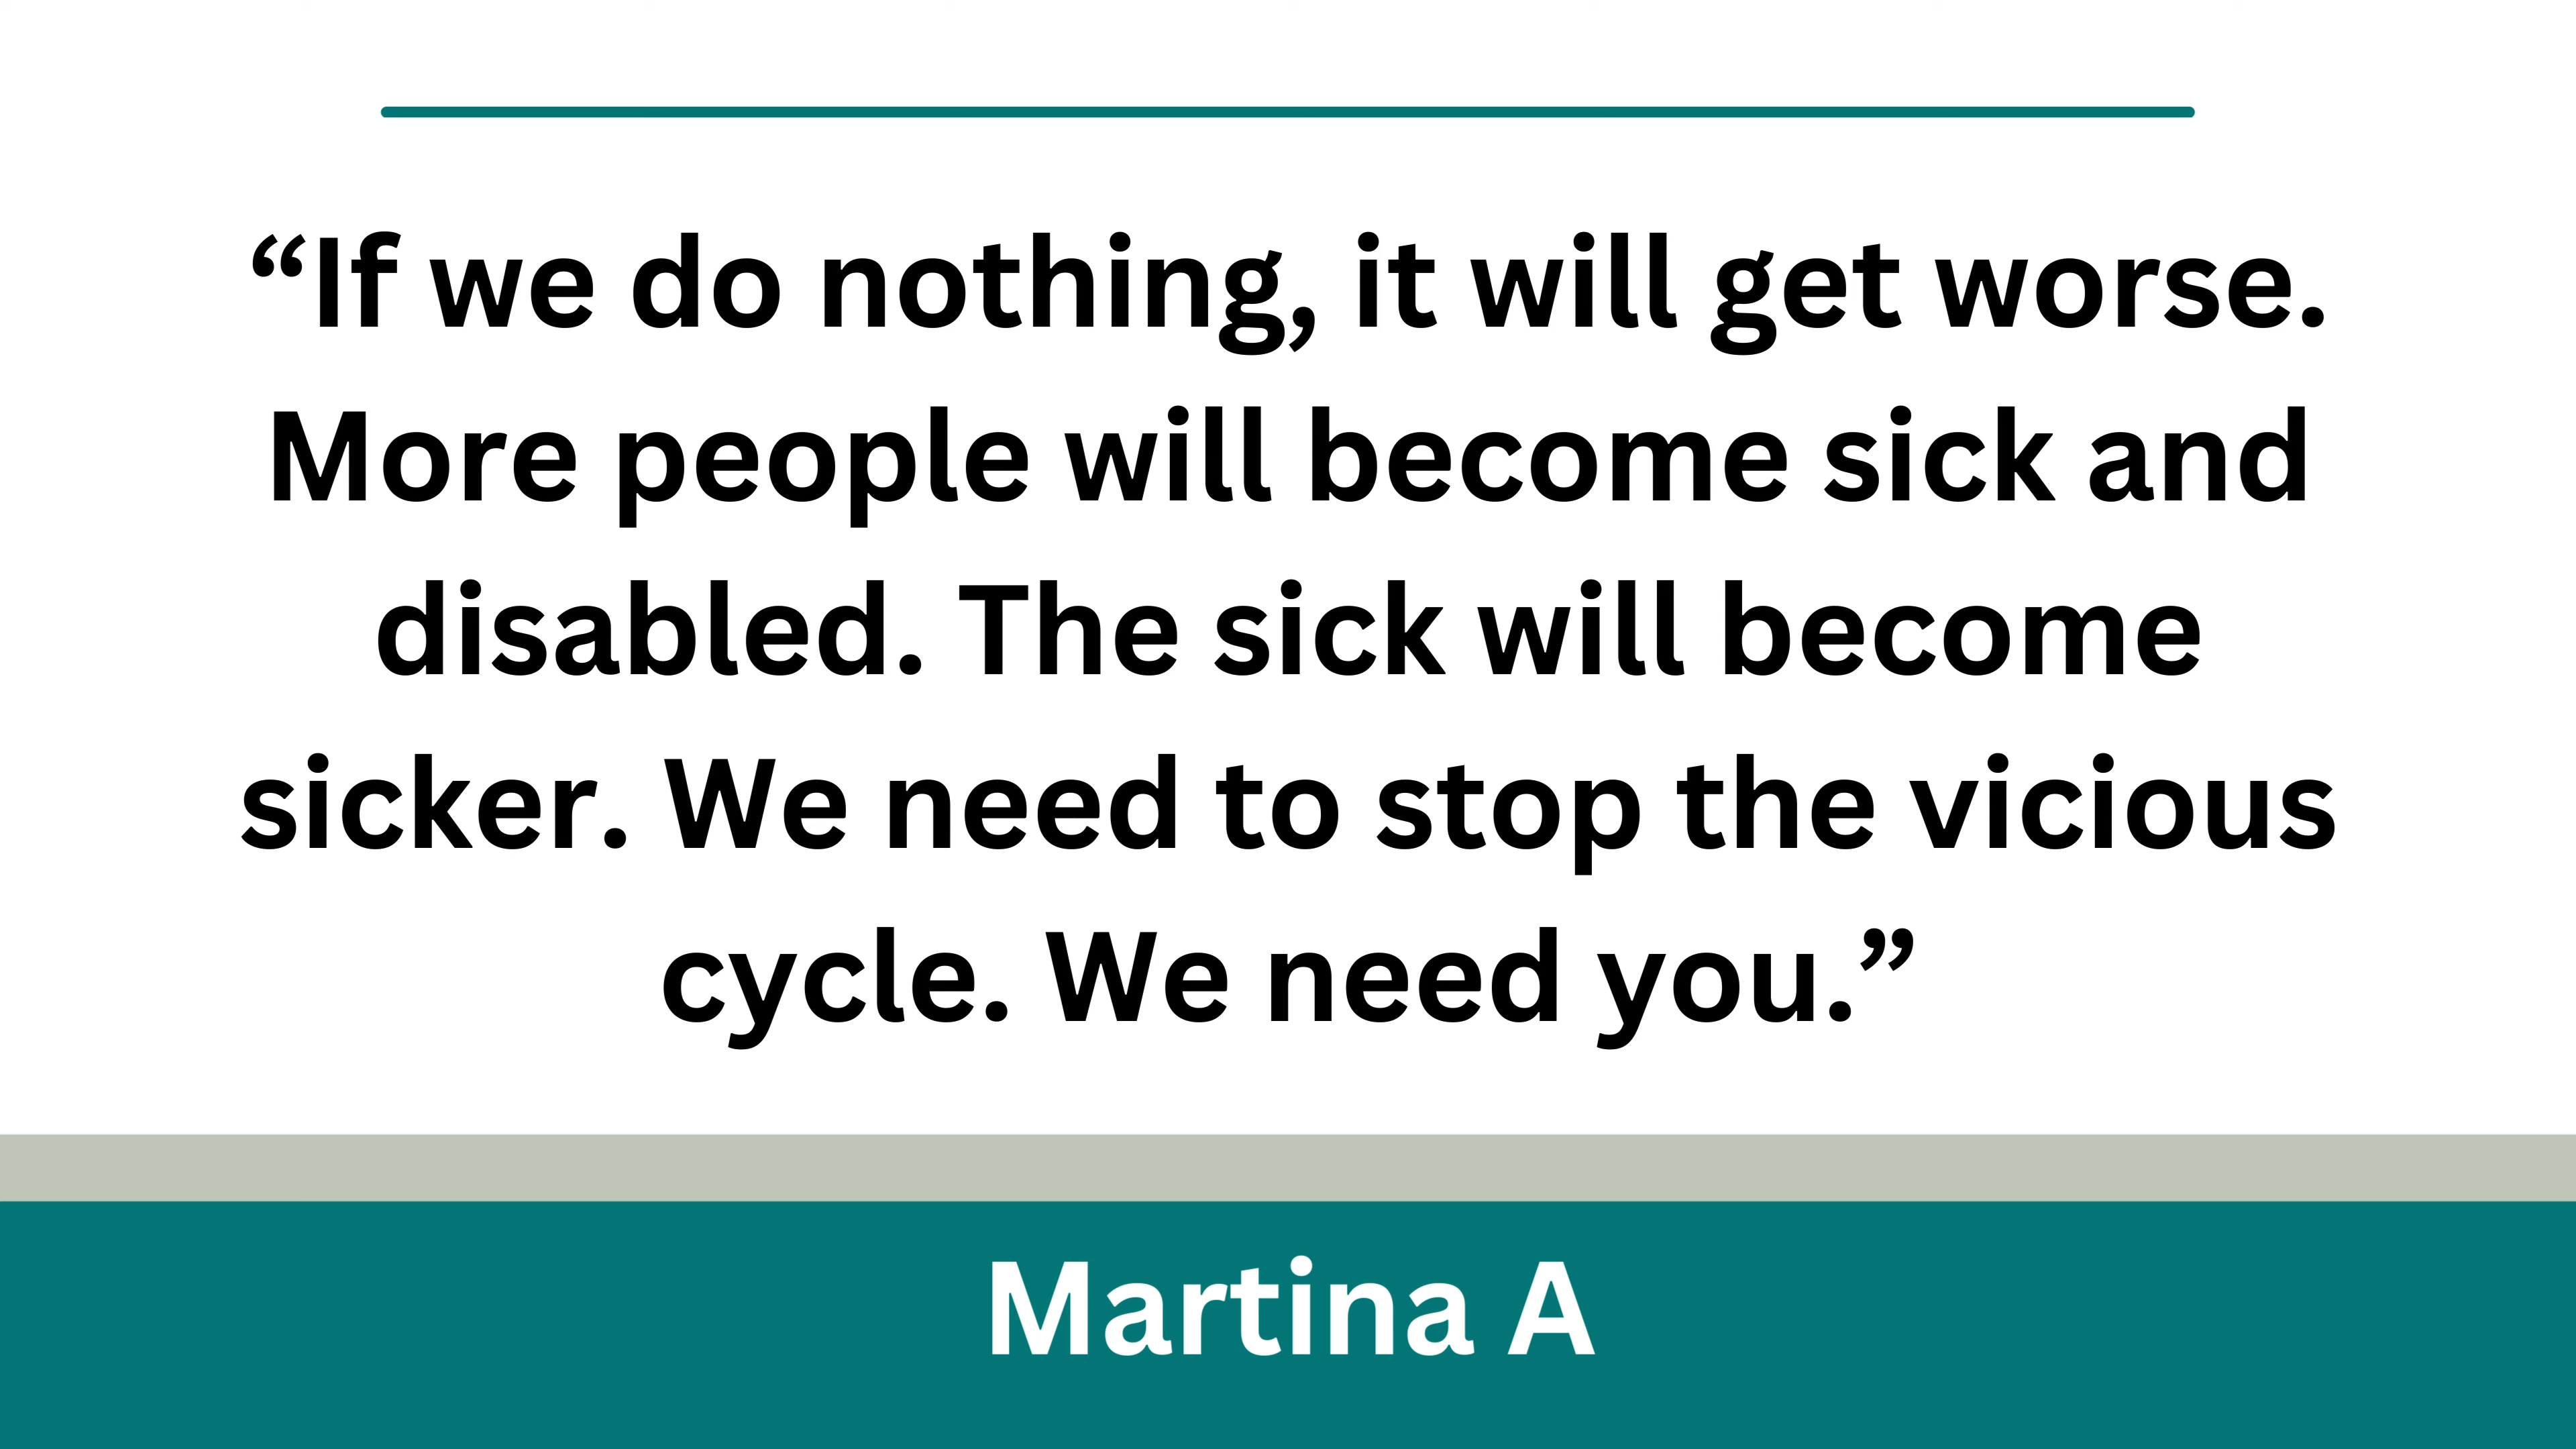 “If we do nothing, it will get worse.
More people will become sick and
disabled. The sick will become
sicker. We need to stop the vicious
cycle. We need you.”
Martina A